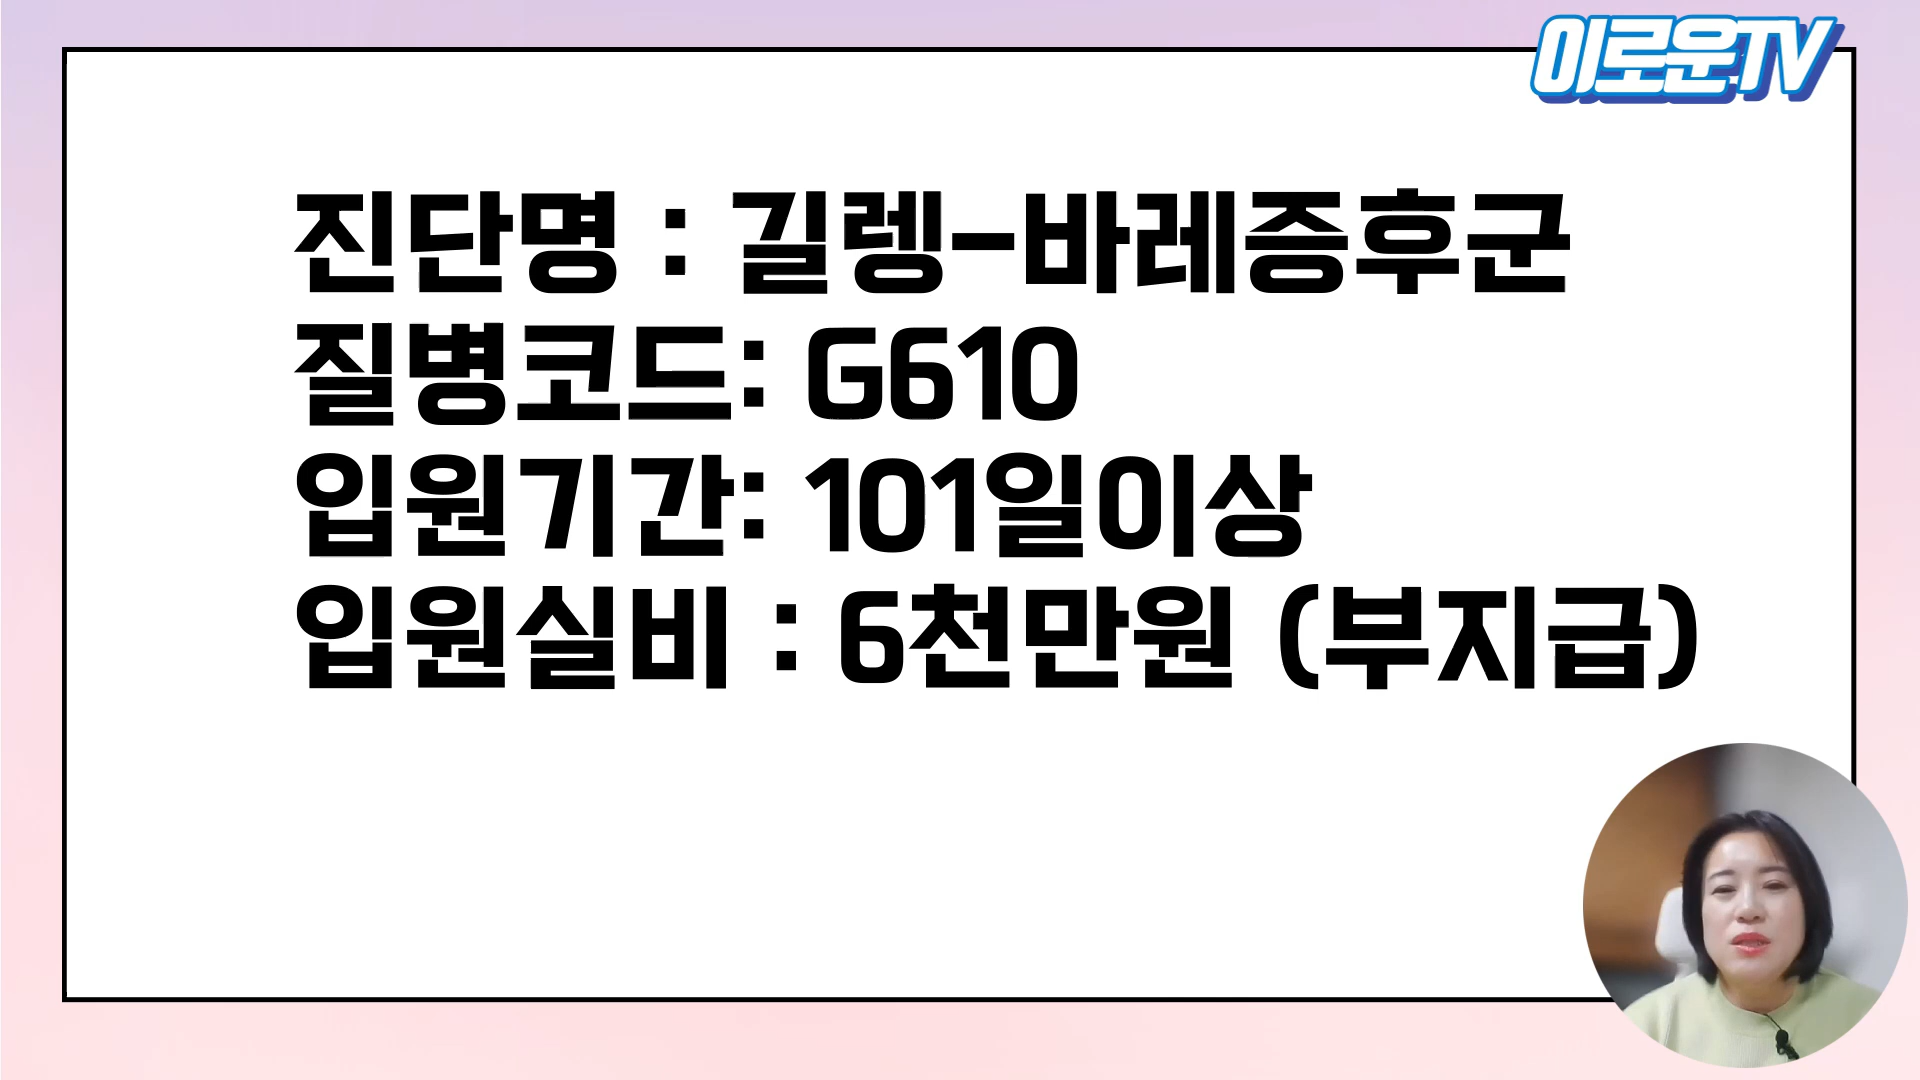 이로운TV
진단명 : 길렝-바레증후군
질병코드: G610
입원기간: 101일이상
입원실비 : 6천만원 (부지급)